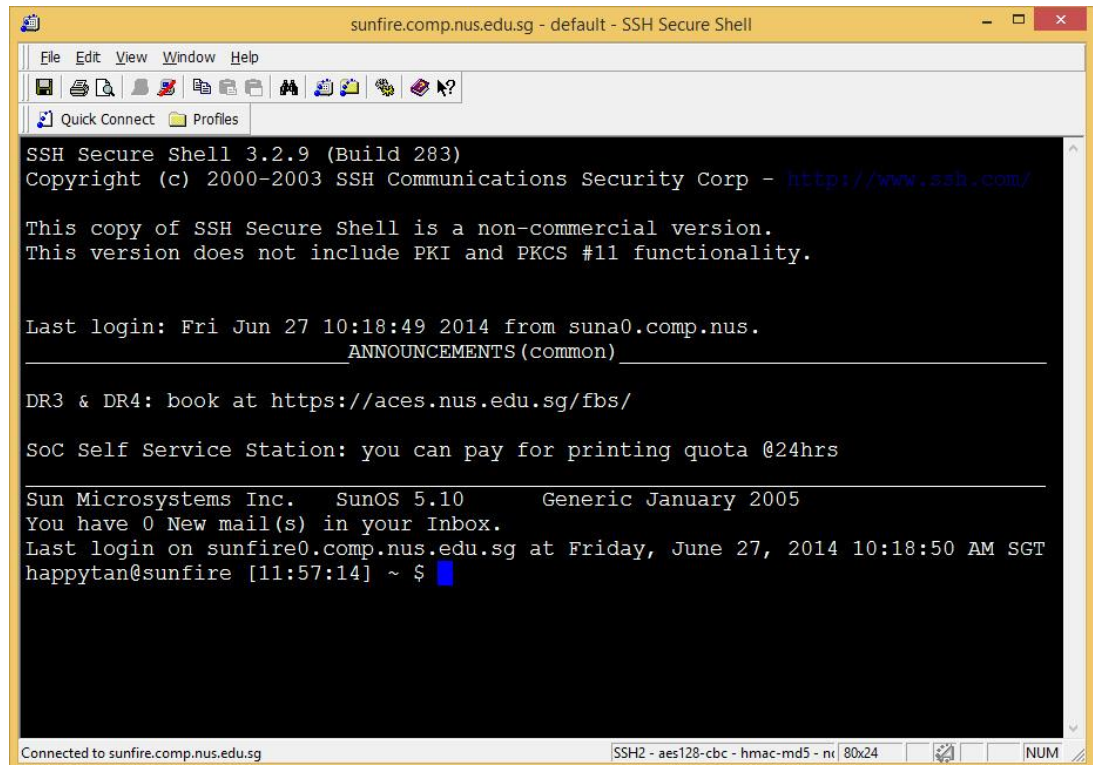 sunfire.comp.nus.edu.sg - default - SSH Secure Shell
File Edit View Window Help
Quick Connect Profiles
SSH Secure Shell 3.2.9 (Build 283)
Copyright (c) 2000-2003 SSH Communications Security Corp - http://www.ssh.com/
This copy of SSH Secure Shell is a non-commercial version.
This version does not include PKI and PKCS #11 functionality.
Last login: Fri Jun 27 10:18:49 2014 from suna0.comp.nus.
ANNOUNCEMENTS(common)
DR3 & DR4: book at https://aces.nus.edu.sg/fbs/
SoC Self Service Station: you can pay for printing quota @24hrs
Sun Microsystems Inc. SunOS 5.10 Generic January 2005
You have 0 New mail(s) in your Inbox.
Last login on sunfire0.comp.nus.edu.sg at Friday, June 27, 2014 10:18:50 AM SGT
happytan@sunfire [11:57:14] ~ $
Connected to sunfire.comp.nus.edu.sg SSH2 - aes128-cbc - hmac-md5 - 80x24 NUM